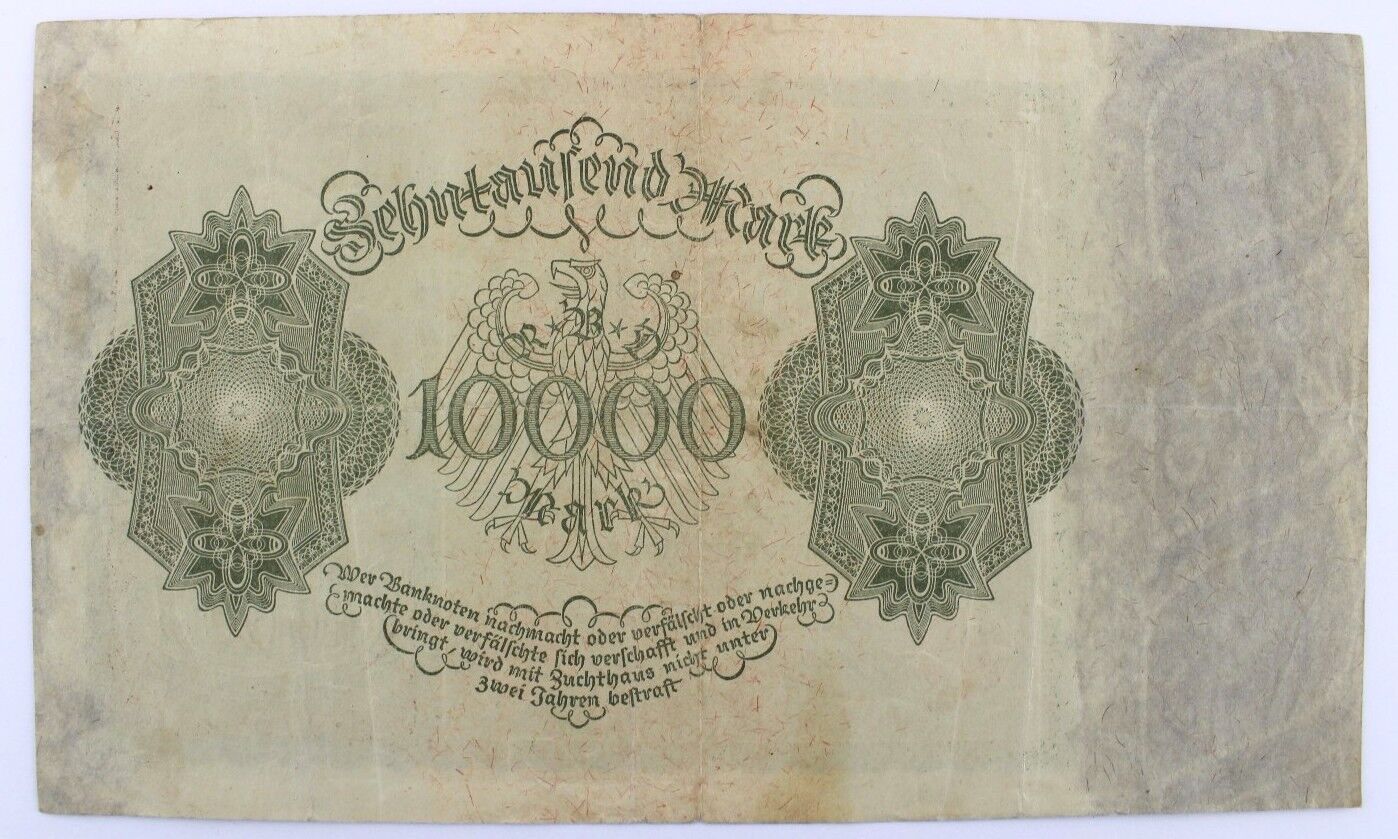 Zehntausend Mark
R B D
10000
Mark
Wer Banknoten nachmacht oder verfälscht oder nachge=
machte oder verfälschte sich verschafft und in Verkehr
bringt, wird mit Zuchthaus nicht unter
zwei Jahren bestraft